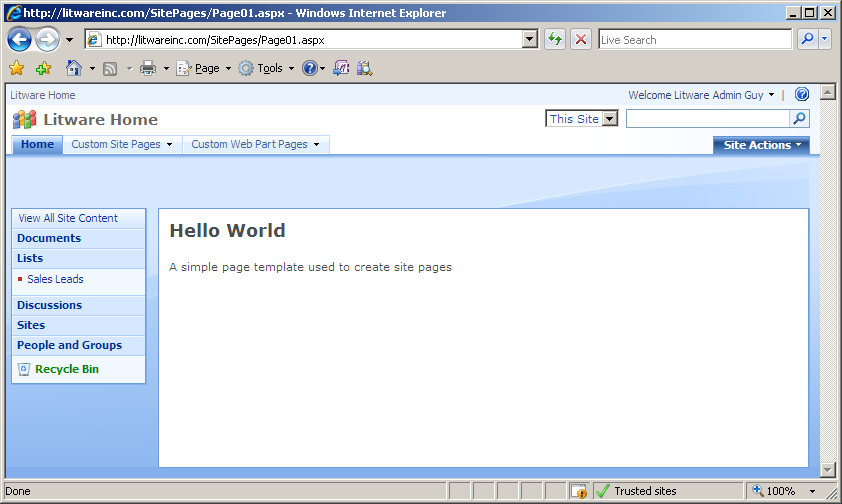 http://litwareinc.com/SitePages/Page01.aspx - Windows Internet Explorer
http://litwareinc.com/SitePages/Page01.aspx
Live Search
Page Tools
Litware Home Welcome Litware Admin Guy |
Litware Home This Site
Home Custom Site Pages Custom Web Part Pages Site Actions
View All Site Content
Documents
Lists
Sales Leads
Discussions
Sites
People and Groups
Recycle Bin
Hello World
A simple page template used to create site pages
Done Trusted sites 100%